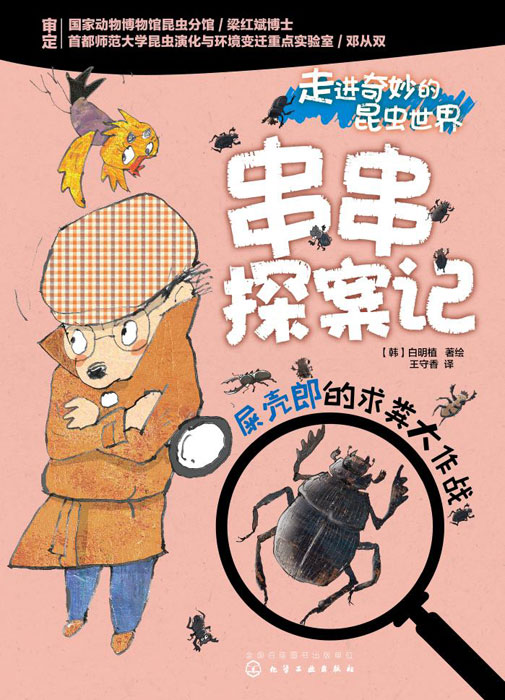 审定
国家动物博物馆昆虫分馆/梁红斌博士
首都师范大学昆虫演化与环境变迁重点实验室/邓从双
走进奇妙的
昆虫世界
串串
探案记
【韩】白明植 著绘
王守香 译
屎壳郎的求粪大作战
化学工业出版社